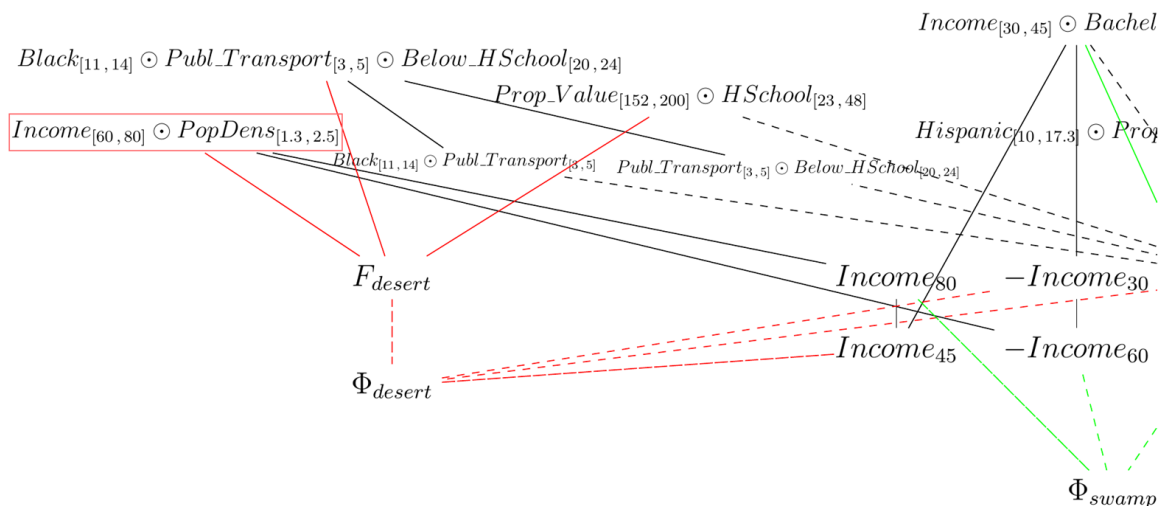 Income[30,45] ⊙ Bachel
Black[11,14] ⊙ Publ_Transport[3,5] ⊙ Below_HSchool[20,24]
Prop_Value[152,200] ⊙ HSchool[23,48]
Income[60,80] ⊙ PopDens[1.3,2.5]
Hispanic[10,17.3] ⊙ Prop
Black[11,14] ⊙ Publ_Transport[3,5]
Publ_Transport[3,5] ⊙ Below_HSchool[20,24]
F_desert
Income_80
−Income_30
Income_45
−Income_60
Φ_desert
Φ_swamp